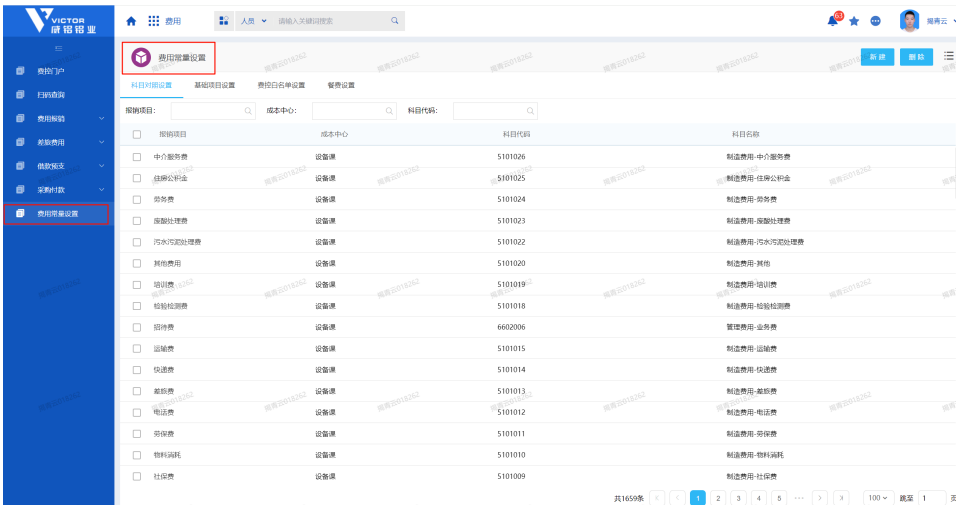 VICTOR
威铭铝业
费用
人员
请输入关键词搜索
63
揭青云
费控门户
扫码查询
费用报销
差旅费用
借款预支
采购付款
费用常量设置
费用常量设置
新建
删除
科目对照设置 基础项目设置 费控白名单设置 餐费设置
报销项目: 成本中心: 科目代码:
报销项目 成本中心 科目代码 科目名称
中介服务费 设备课 5101026 制造费用-中介服务费
住房公积金 设备课 5101025 制造费用-住房公积金
劳务费 设备课 5101024 制造费用-劳务费
废酸处理费 设备课 5101023 制造费用-废酸处理费
污水污泥处理费 设备课 5101022 制造费用-污水污泥处理费
其他费用 设备课 5101020 制造费用-其他
培训费 设备课 5101019 制造费用-培训费
检验检测费 设备课 5101018 制造费用-检验检测费
招待费 设备课 6602006 管理费用-业务费
运输费 设备课 5101015 制造费用-运输费
快递费 设备课 5101014 制造费用-快递费
差旅费 设备课 5101013 制造费用-差旅费
电话费 设备课 5101012 制造费用-电话费
劳保费 设备课 5101011 制造费用-劳保费
物料消耗 设备课 5101010 制造费用-物料消耗
社保费 设备课 5101009 制造费用-社保费
共1659条 1 2 3 4 5 ··· 100 跳至 1 页